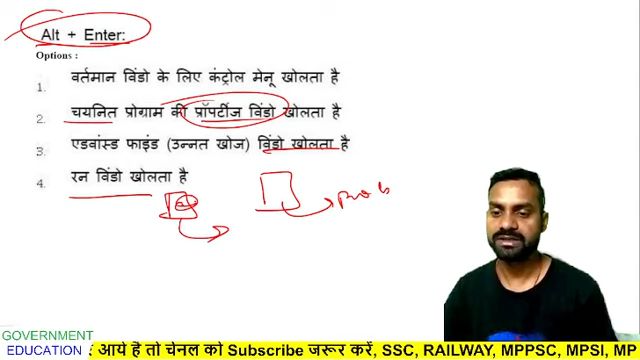 Alt + Enter:
Options :
1. वर्तमान विंडो के लिए कंट्रोल मेनू खोलता है
2. चयनित प्रोग्राम की प्रॉपर्टीज विंडो खोलता है
3. एडवांस्ड फाइंड (उन्नत खोज) विंडो खोलता है
4. रन विंडो खोलता है
GOVERNMENT
EDUCATION
आये है तो चेनल को Subscribe जरूर करें, SSC, RAILWAY, MPPSC, MPSI, MP